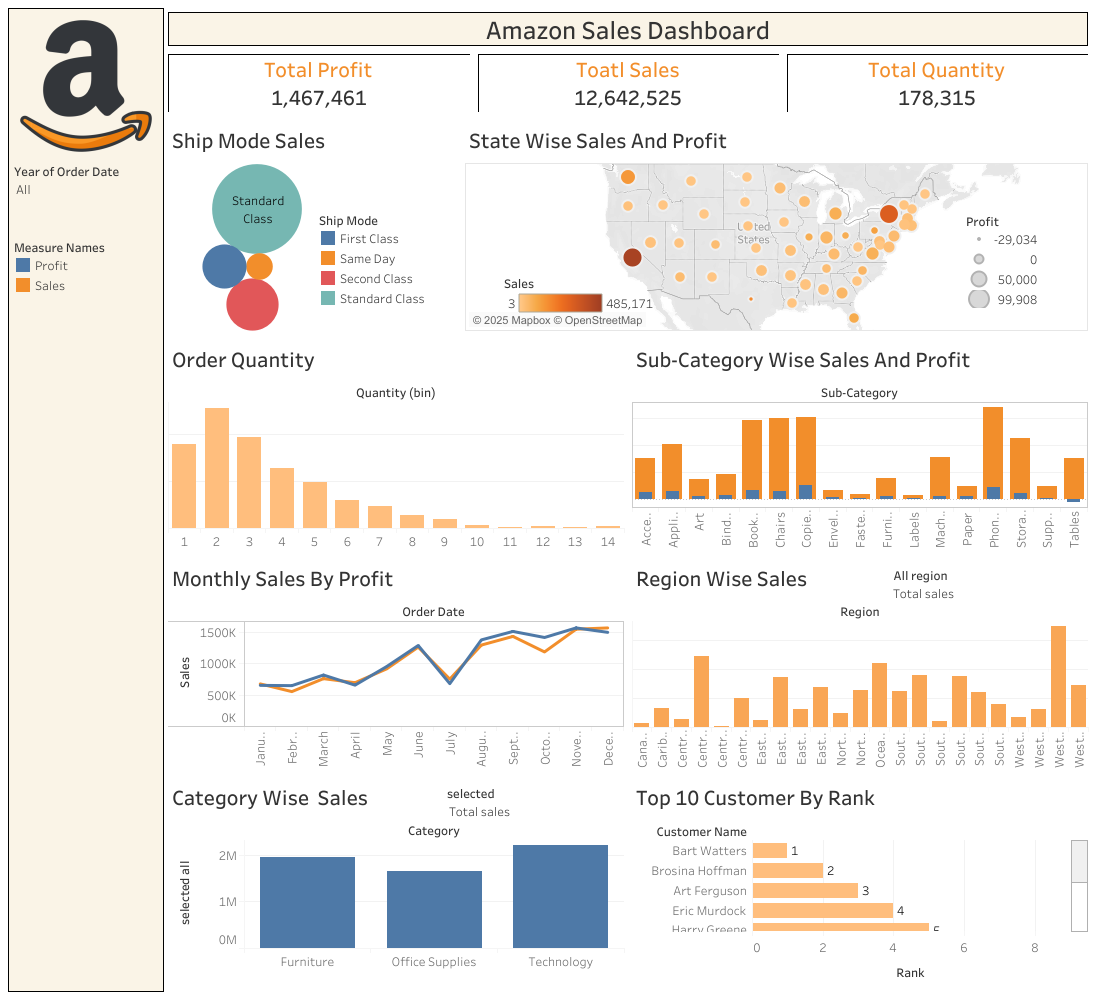 a
Amazon Sales Dashboard
Total Profit
1,467,461
Toatl Sales
12,642,525
Total Quantity
178,315
Year of Order Date
All
Measure Names
Profit
Sales
Ship Mode Sales
Standard
Class
Ship Mode
First Class
Same Day
Second Class
Standard Class
State Wise Sales And Profit
United
States
Profit
-29,034
0
50,000
99,908
Sales
3
485,171
© 2025 Mapbox © OpenStreetMap
Order Quantity
Quantity (bin)
1 2 3 4 5 6 7 8 9 10 11 12 13 14
Sub-Category Wise Sales And Profit
Sub-Category
Acce.. Appli.. Art Bind.. Book.. Chairs Copie.. Envel.. Faste.. Furni.. Labels Mach.. Paper Phon.. Stora.. Supp.. Tables
Monthly Sales By Profit
Order Date
Sales
1500K
1000K
500K
0K
Janu.. Febr.. March April May June July Augu.. Sept.. Octo.. Nove.. Dece..
Region Wise Sales
All region
Total sales
Region
Cana.. Carib.. Centr.. Centr.. Centr.. Centr.. East.. East.. East.. East.. Nort.. Nort.. Ocea.. Sout.. Sout.. Sout.. Sout.. Sout.. Sout.. West.. West.. West.. West..
Category Wise  Sales
selected
Total sales
Category
selected all
2M
1M
0M
Furniture Office Supplies Technology
Top 10 Customer By Rank
Customer Name
Bart Watters 1
Brosina Hoffman 2
Art Ferguson 3
Eric Murdock 4
Harry Greene 5
0 2 4 6 8
Rank